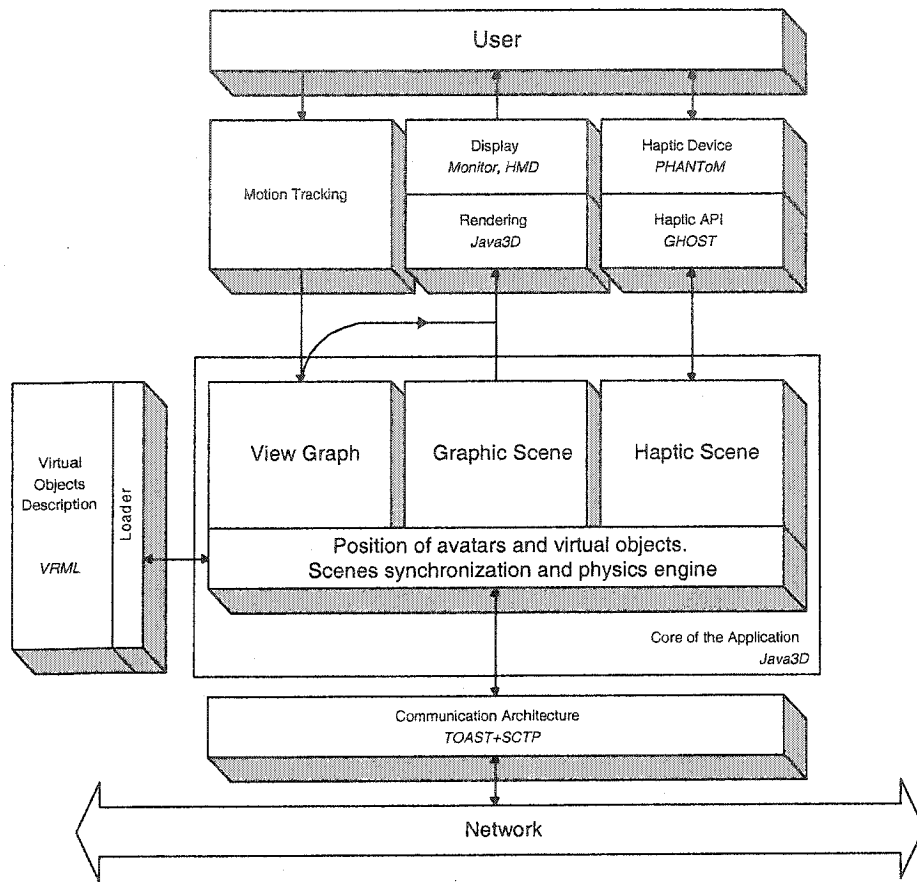 User
Motion Tracking
Display
Monitor, HMD
Rendering
Java3D
Haptic Device
PHANToM
Haptic API
GHOST
Virtual
Objects
Description
VRML
Loader
View Graph
Graphic Scene
Haptic Scene
Position of avatars and virtual objects.
Scenes synchronization and physics engine
Core of the Application
Java3D
Communication Architecture
TOAST+SCTP
Network